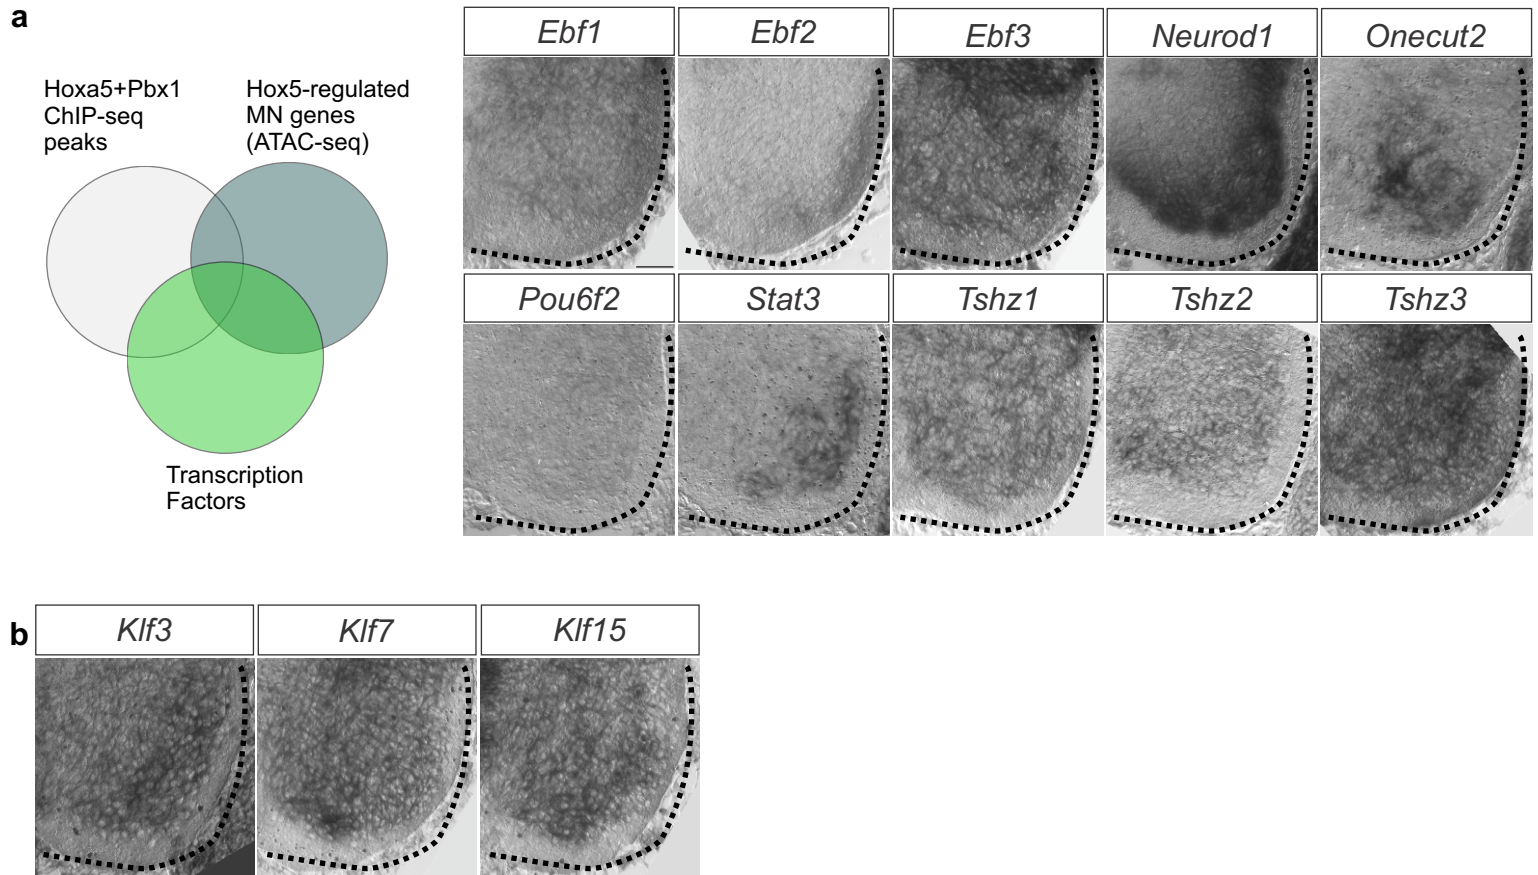 a
Hoxa5+Pbx1
ChIP-seq
peaks
Hox5-regulated
MN genes
(ATAC-seq)
Transcription
Factors
Ebf1
Ebf2
Ebf3
Neurod1
Onecut2
Pou6f2
Stat3
Tshz1
Tshz2
Tshz3
b
Klf3
Klf7
Klf15